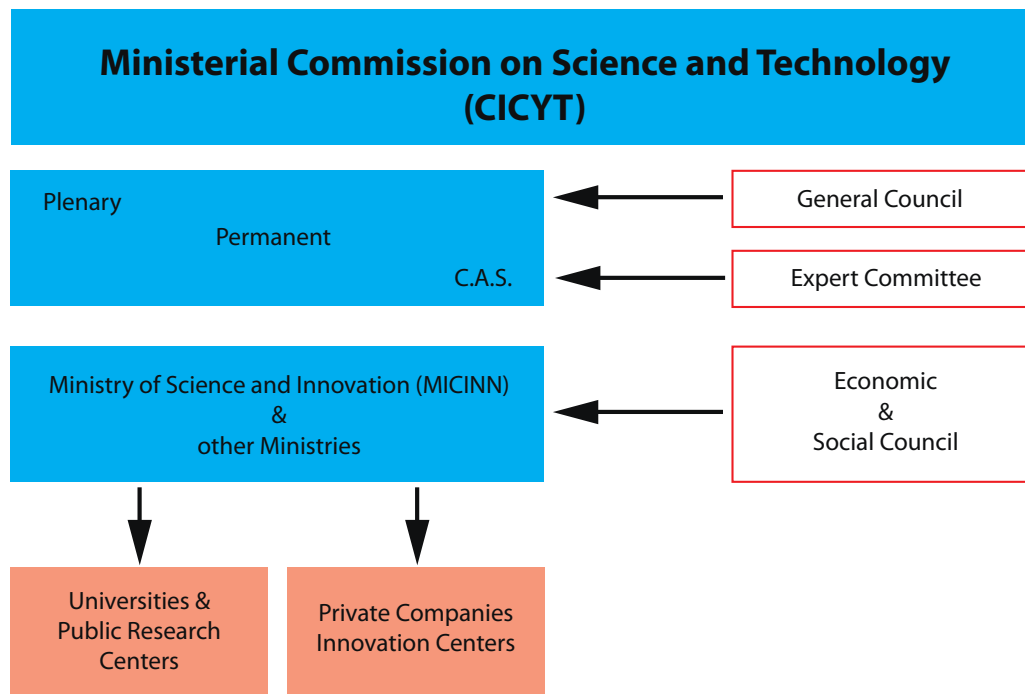 Ministerial Commission on Science and Technology
(CICYT)
Plenary
Permanent
C.A.S.
General Council
Expert Committee
Ministry of Science and Innovation (MICINN)
&
other Ministries
Economic
&
Social Council
Universities &
Public Research
Centers
Private Companies
Innovation Centers